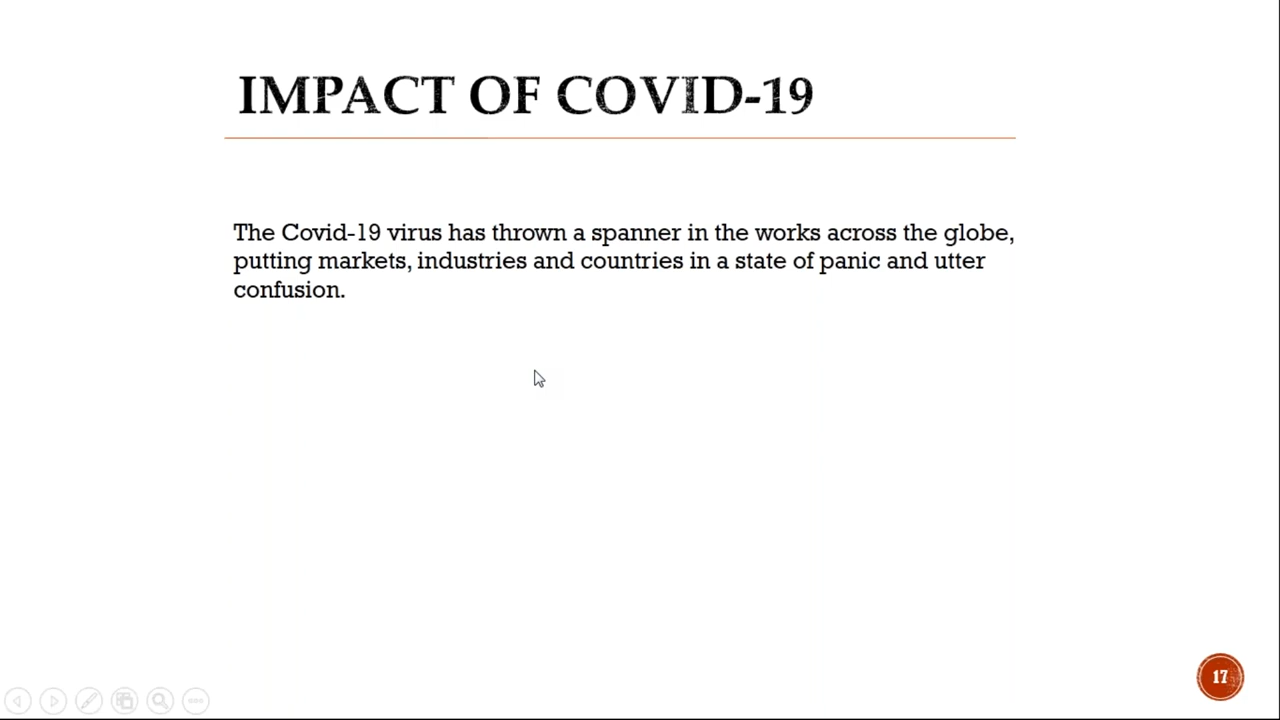 IMPACT OF COVID-19
The Covid-19 virus has thrown a spanner in the works across the globe,
putting markets, industries and countries in a state of panic and utter
confusion.
17